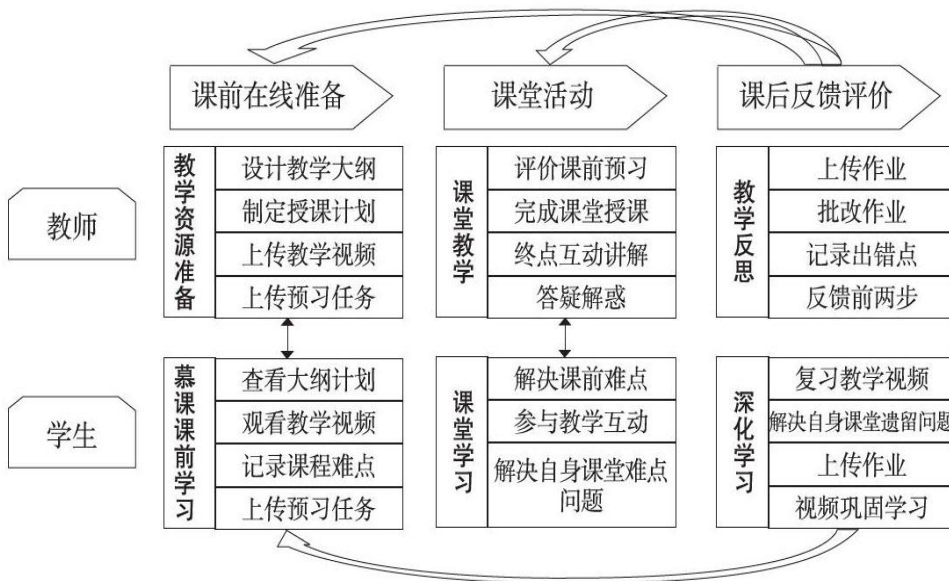 课前在线准备
课堂活动
课后反馈评价
教师
教学资源准备
设计教学大纲
制定授课计划
上传教学视频
上传预习任务
课堂教学
评价课前预习
完成课堂授课
终点互动讲解
答疑解惑
教学反思
上传作业
批改作业
记录出错点
反馈前两步
学生
慕课课前学习
查看大纲计划
观看教学视频
记录课程难点
上传预习任务
课堂学习
解决课前难点
参与教学互动
解决自身课堂难点
问题
深化学习
复习教学视频
解决自身课堂遗留问题
上传作业
视频巩固学习